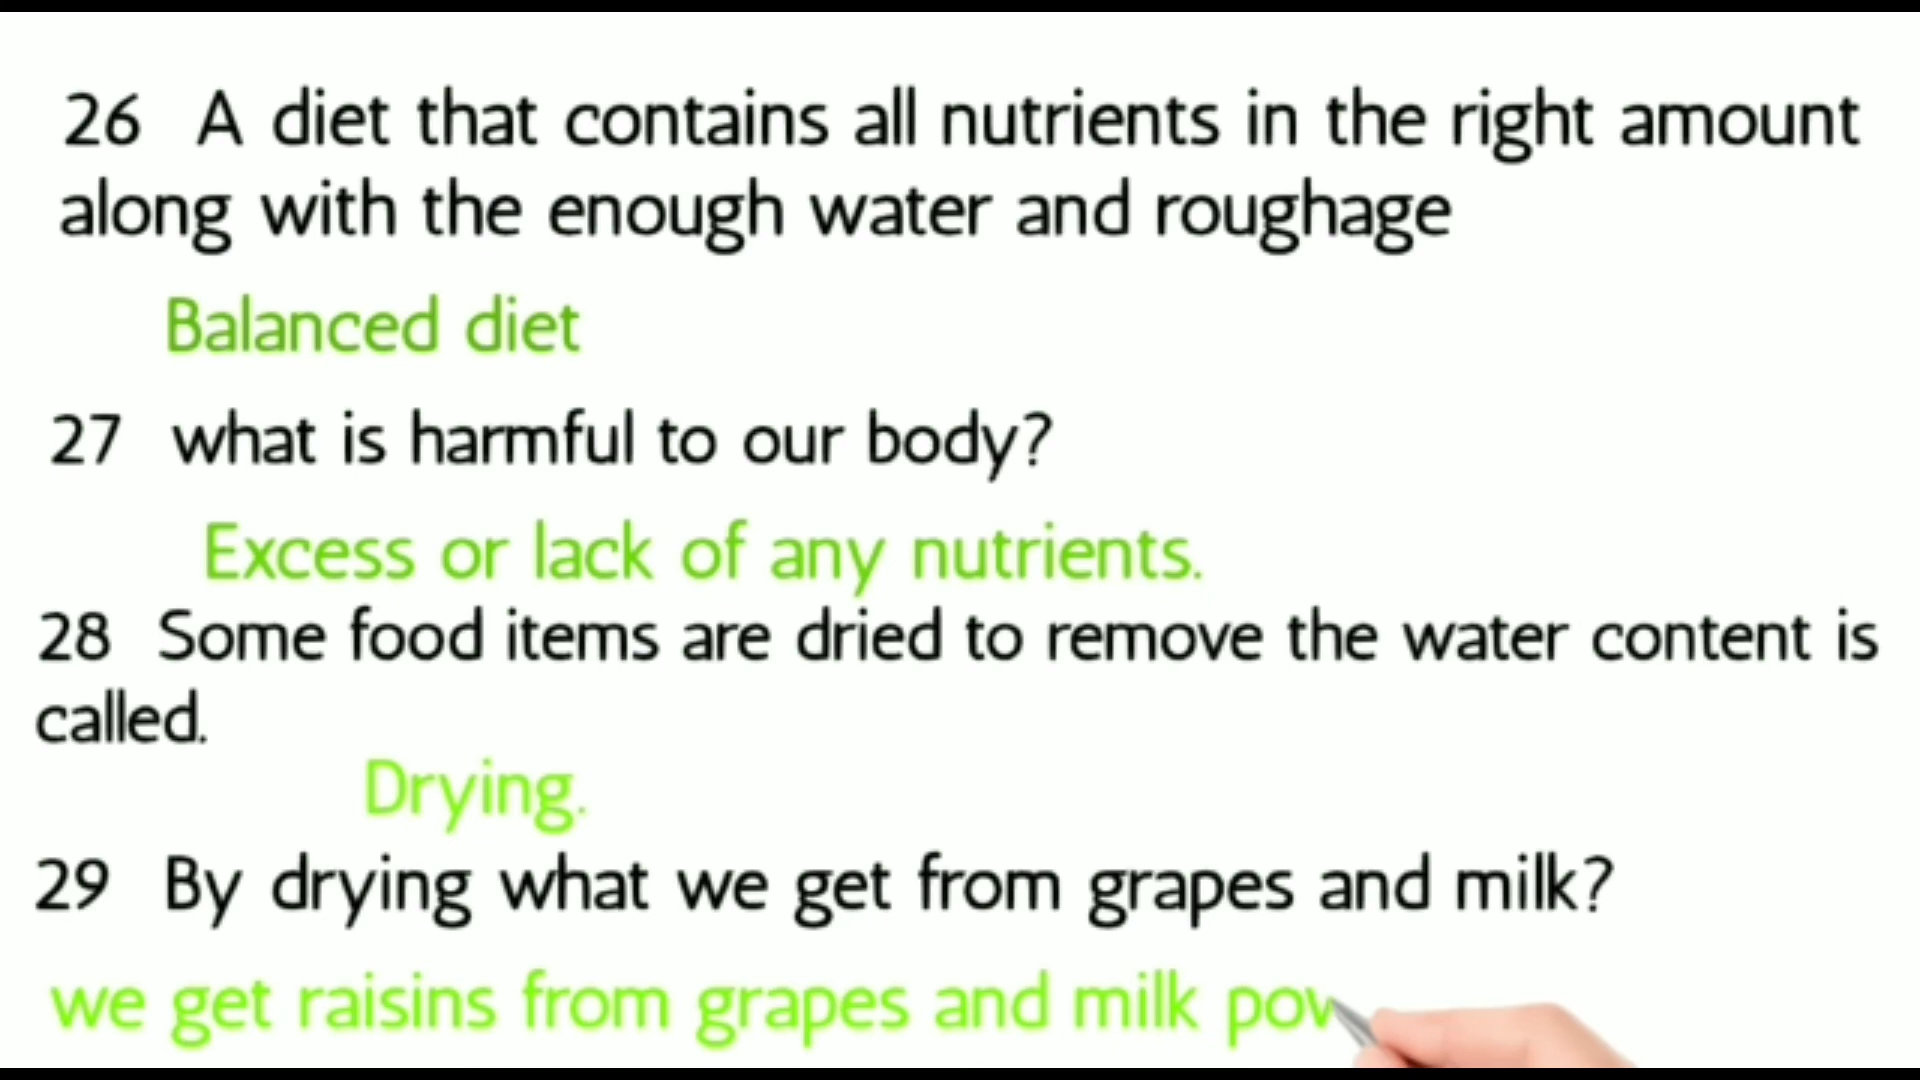 26 A diet that contains all nutrients in the right amount
along with the enough water and roughage
Balanced diet
27 what is harmful to our body?
Excess or lack of any nutrients.
28 Some food items are dried to remove the water content is
called.
Drying.
29 By drying what we get from grapes and milk?
we get raisins from grapes and milk